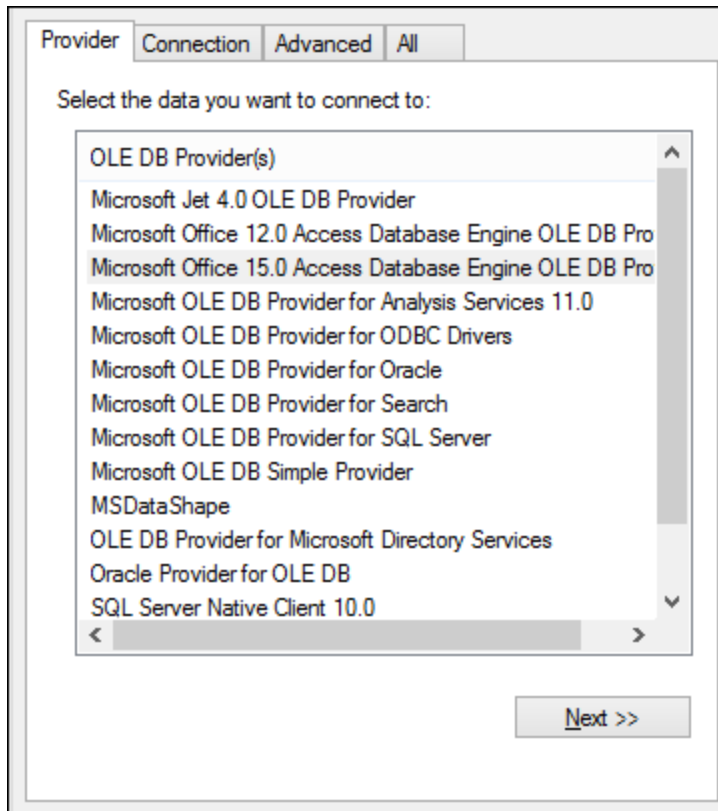 Provider Connection Advanced All
Select the data you want to connect to:
OLE DB Provider(s)
Microsoft Jet 4.0 OLE DB Provider
Microsoft Office 12.0 Access Database Engine OLE DB Pro
Microsoft Office 15.0 Access Database Engine OLE DB Pro
Microsoft OLE DB Provider for Analysis Services 11.0
Microsoft OLE DB Provider for ODBC Drivers
Microsoft OLE DB Provider for Oracle
Microsoft OLE DB Provider for Search
Microsoft OLE DB Provider for SQL Server
Microsoft OLE DB Simple Provider
MSDataShape
OLE DB Provider for Microsoft Directory Services
Oracle Provider for OLE DB
SQL Server Native Client 10.0
Next >>